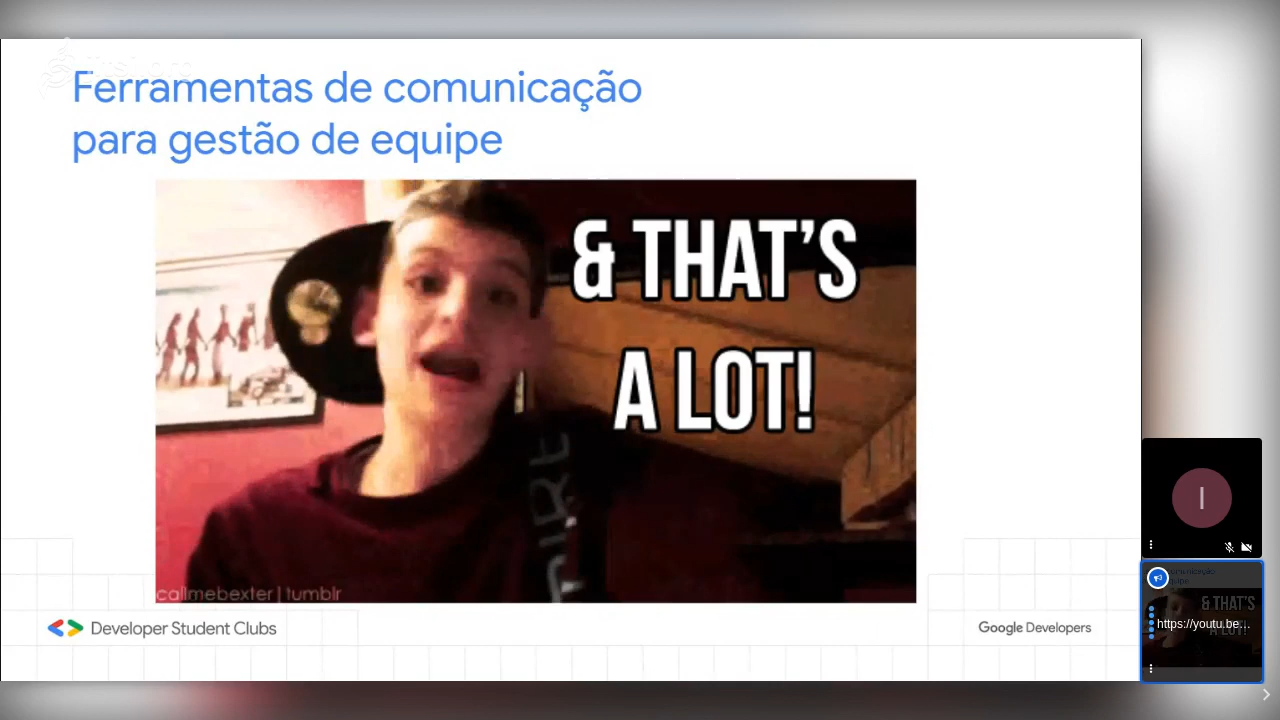 Ferramentas de comunicação
para gestão de equipe
& THAT'S
A LOT!
callmebexter | tumblr
Developer Student Clubs
Google Developers
I
comunicação
& THAT'S
https://youtu.be...